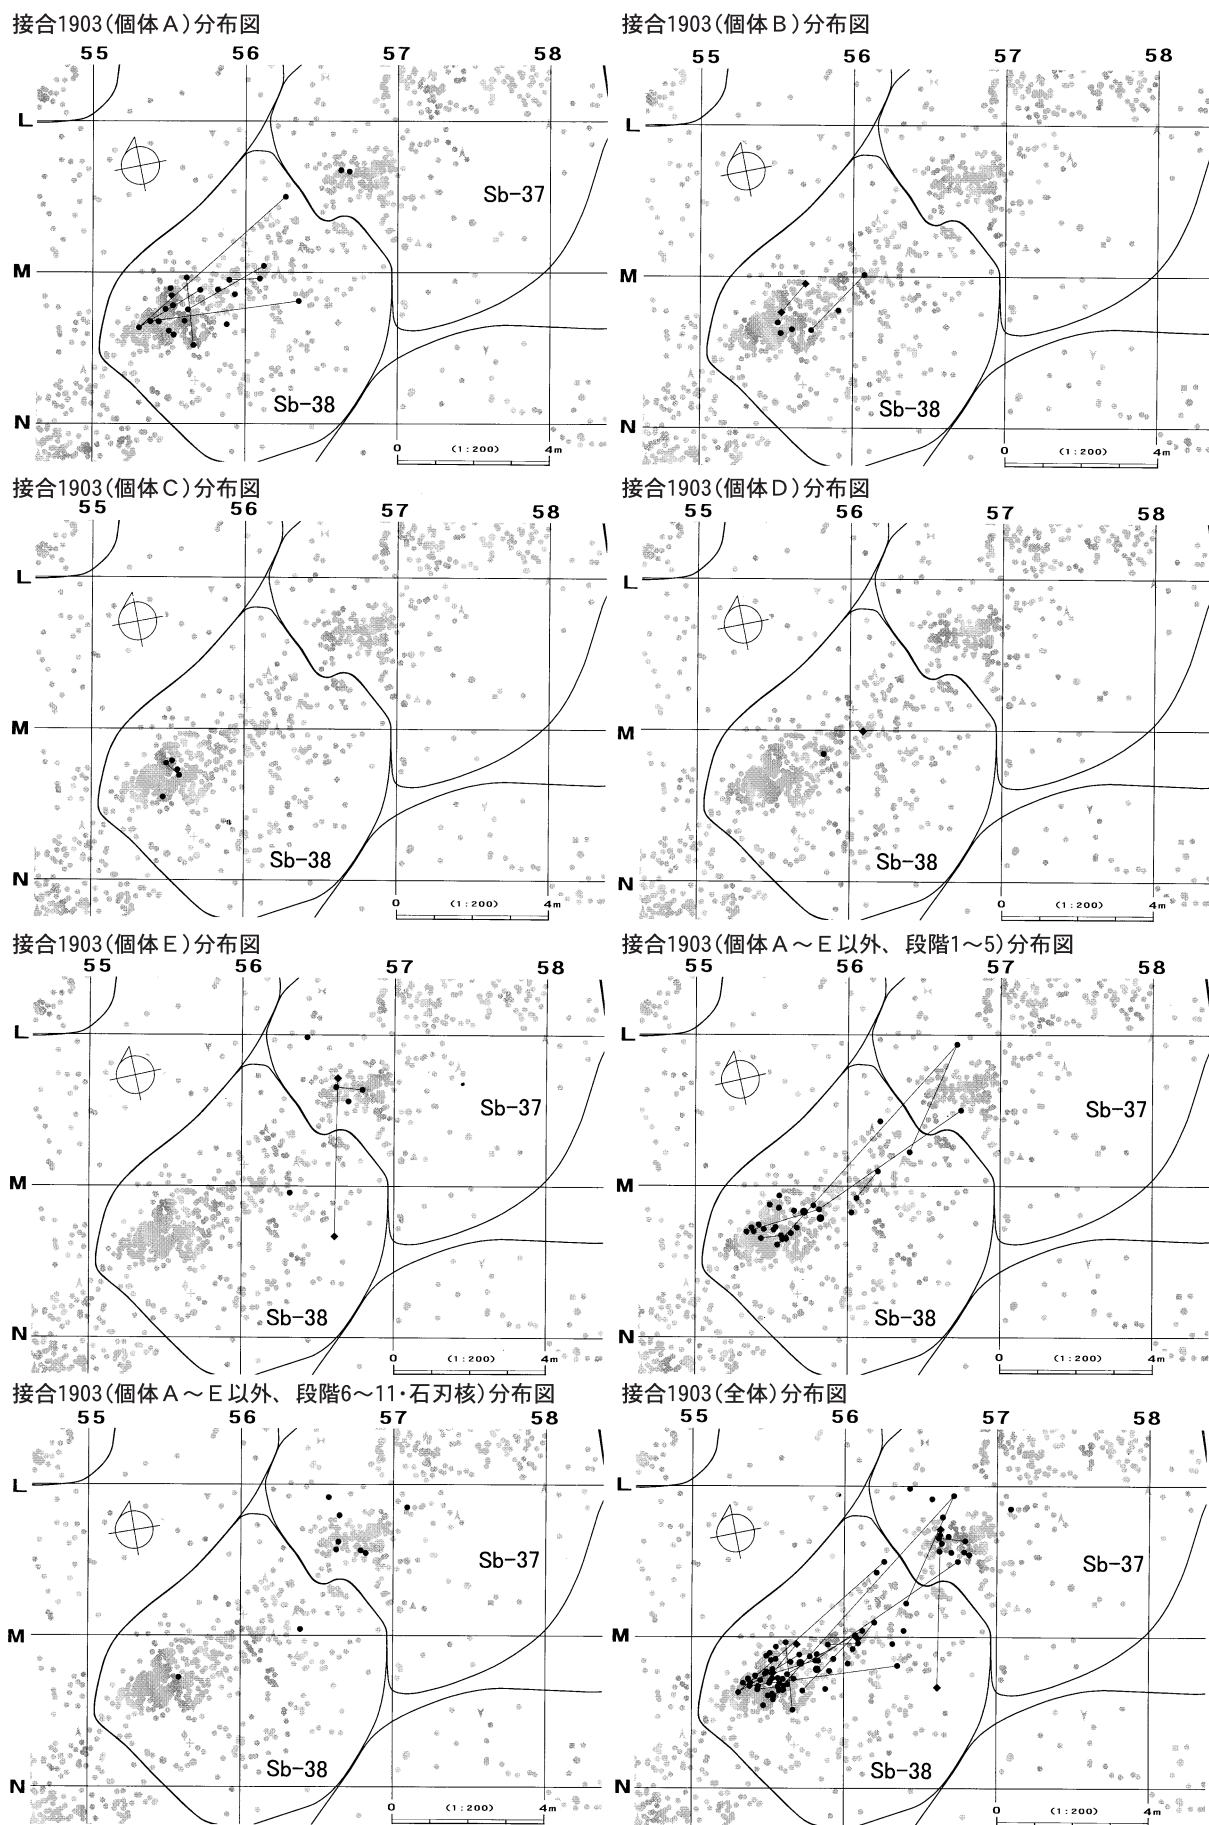 接合1903(個体A)分布図
55 56 57 58
L
Sb-37
M
Sb-38
N
0 (1:200) 4m
接合1903(個体B)分布図
55 56 57 58
L
M
Sb-38
N
0 (1:200) 4m
接合1903(個体C)分布図
55 56 57 58
L
M
Sb-38
N
0 (1:200) 4m
接合1903(個体D)分布図
55 56 57 58
L
M
Sb-38
N
0 (1:200) 4m
接合1903(個体E)分布図
55 56 57 58
L
Sb-37
M
Sb-38
N
0 (1:200) 4m
接合1903(個体A～E以外、段階1～5)分布図
55 56 57 58
L
Sb-37
M
Sb-38
N
0 (1:200) 4m
接合1903(個体A～E以外、段階6～11・石刃核)分布図
55 56 57 58
L
Sb-37
M
Sb-38
N
0 (1:200) 4m
接合1903(全体)分布図
55 56 57 58
L
Sb-37
M
Sb-38
N
0 (1:200) 4m